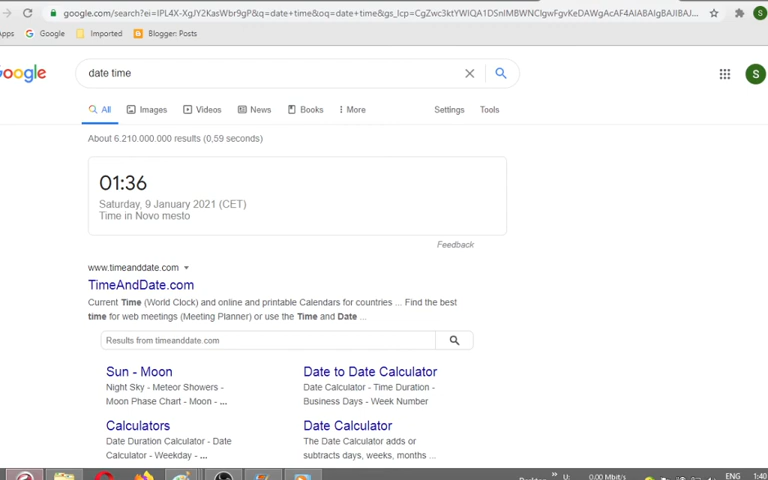 google.com/search?ei=IPL4X-XgJY2KasWbr9gP&q=date+time&oq=date+time&gs_lcp=CgZwc3ktYWIQA1DSnIMBWNClgwFgvKeDAWgAcAF4AIABAIgBAJIBAJIBA...
S
Apps
Google
Imported
Blogger: Posts
Google
date time
S
All
Images
Videos
News
Books
More
Settings
Tools
About 6.210.000.000 results (0,59 seconds)
01:36
Saturday, 9 January 2021 (CET)
Time in Novo mesto
Feedback
www.timeanddate.com
TimeAndDate.com
Current Time (World Clock) and online and printable Calendars for countries ... Find the best
time for web meetings (Meeting Planner) or use the Time and Date ...
Results from timeanddate.com
Sun - Moon
Date to Date Calculator
Night Sky - Meteor Showers -
Date Calculator - Time Duration -
Moon Phase Chart - Moon - ...
Business Days - Week Number
Calculators
Date Calculator
Date Duration Calculator - Date
The Date Calculator adds or
Calculator - Weekday - ...
subtracts days, weeks, months ...
Desktop
U:
0.00 Mbit/s
ENG
1:40